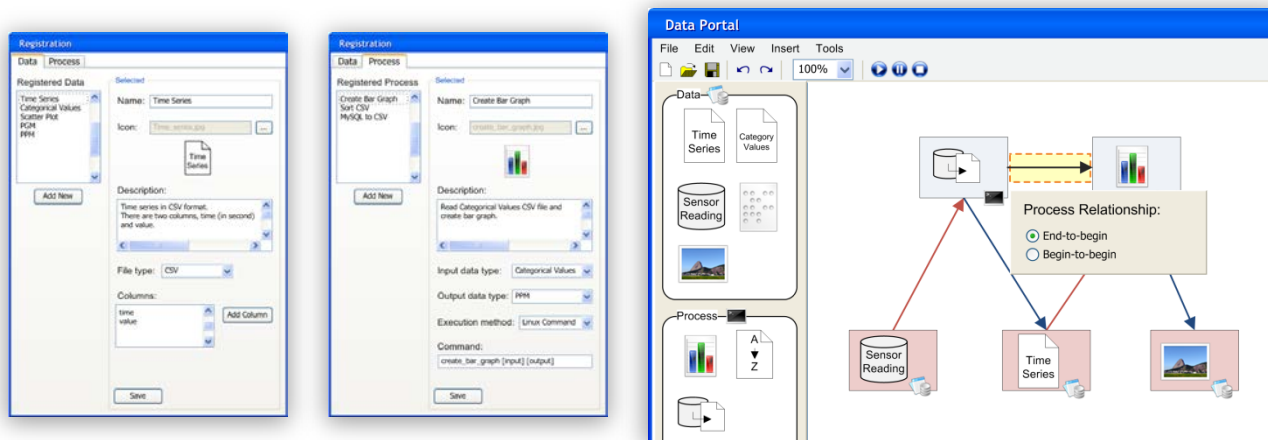 Registration
Data Process
Registered Data
Time Series
Categorical Values
Scatter Plot
PGM
PPM
Add New
Selected
Name: Time Series
Icon: Time_series.jpg ...
Time
Series
Description:
Time series in CSV format.
There are two columns, time (in second)
and value.
File type: CSV
Columns:
time
value
Add Column
Save
Registration
Data Process
Registered Process
Create Bar Graph
Sort CSV
MySQL to CSV
Add New
Selected
Name: Create Bar Graph
Icon: create_bar_graph.jpg ...
Description:
Read Categorical Values CSV file and
create bar graph.
Input data type: Categorical Values
Output data type: PPM
Execution method: Linux Command
Command:
create_bar_graph [input] [output]
Save
Data Portal
File Edit View Insert Tools
100%
Data
Time
Series
Category
Values
Sensor
Reading
Process
A
Z
Process Relationship:
End-to-begin
Begin-to-begin
Sensor
Reading
Time
Series